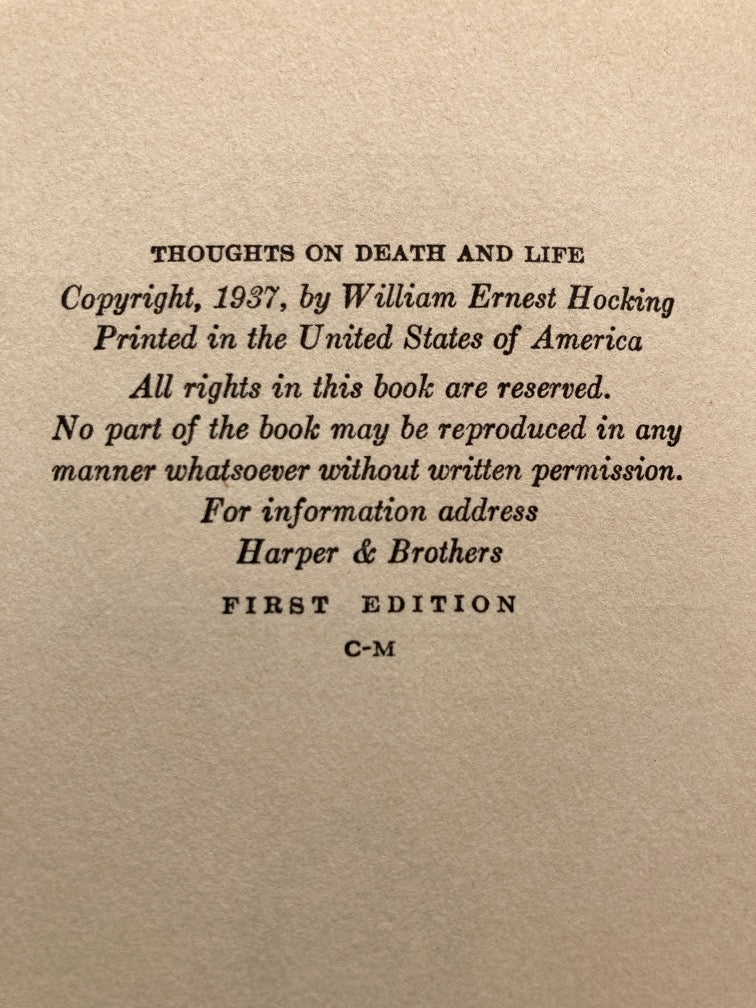 THOUGHTS ON DEATH AND LIFE
Copyright, 1937, by William Ernest Hocking
Printed in the United States of America
All rights in this book are reserved.
No part of the book may be reproduced in any
manner whatsoever without written permission.
For information address
Harper & Brothers
FIRST EDITION
C-M